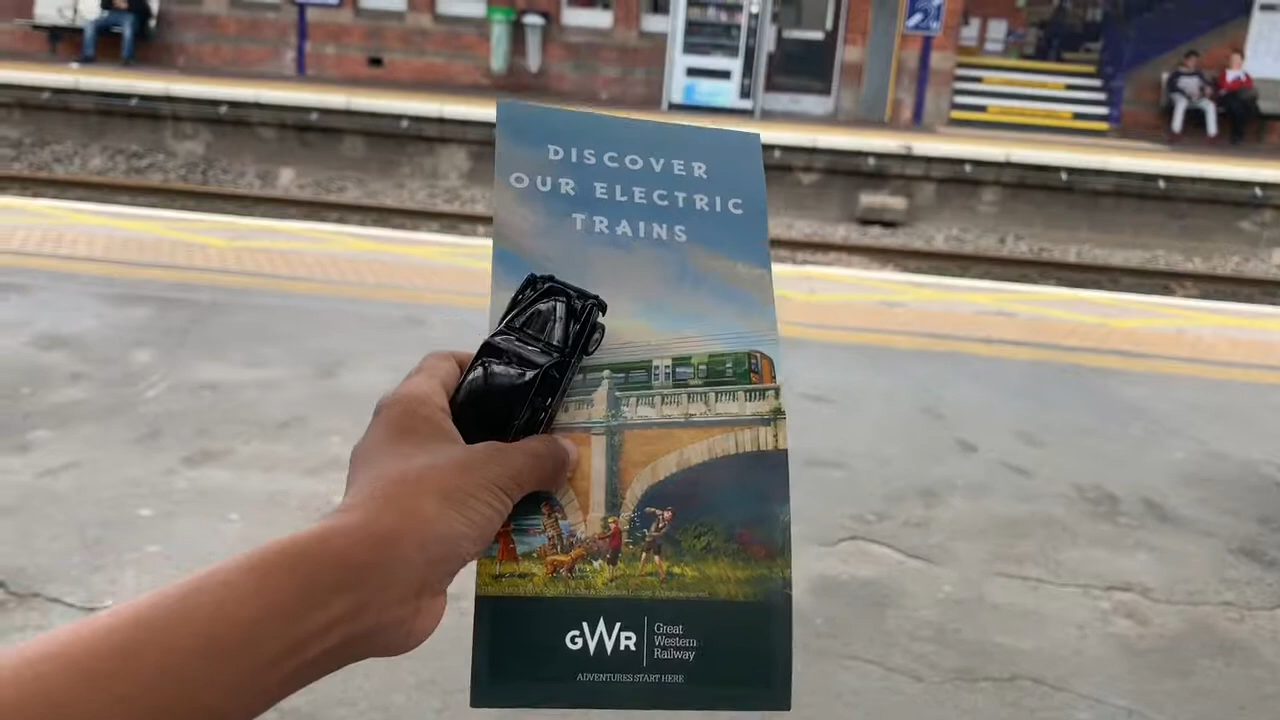 DISCOVER
OUR ELECTRIC
TRAINS
GWR
Great
Western
Railway
ADVENTURES START HERE